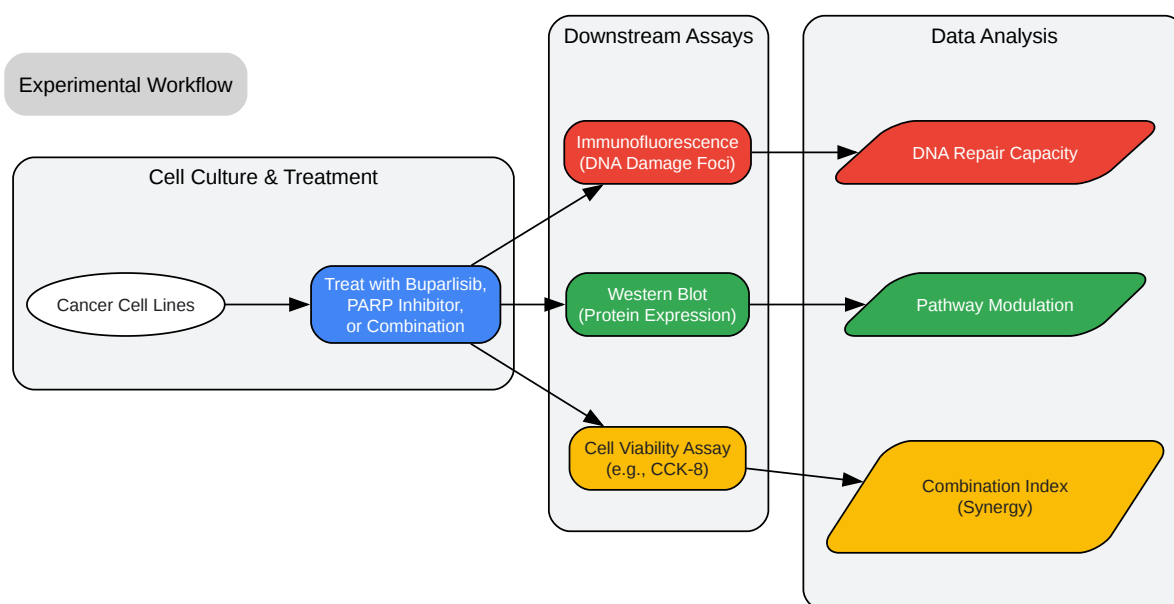 Experimental Workflow
Cell Culture & Treatment
Cancer Cell Lines
Treat with Buparlisib,
PARP Inhibitor,
or Combination
Downstream Assays
Immunofluorescence
(DNA Damage Foci)
Western Blot
(Protein Expression)
Cell Viability Assay
(e.g., CCK-8)
Data Analysis
DNA Repair Capacity
Pathway Modulation
Combination Index
(Synergy)